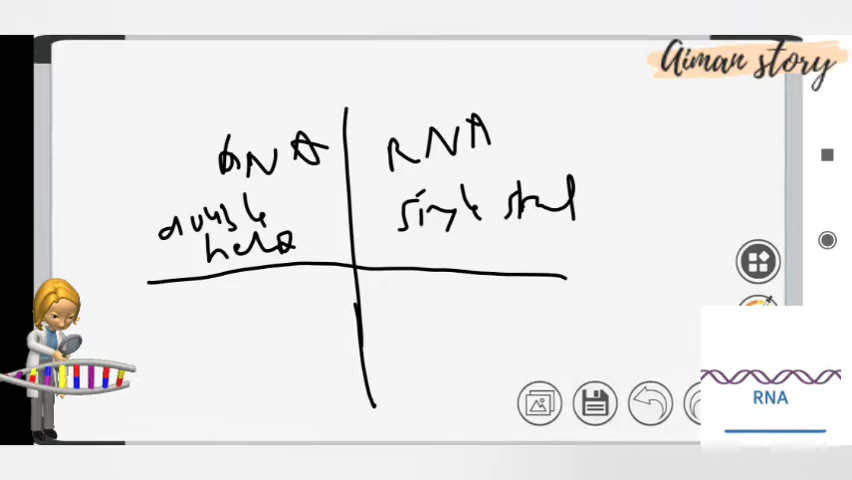 Aiman story
DNA
RNA
double
helix
single strand
RNA